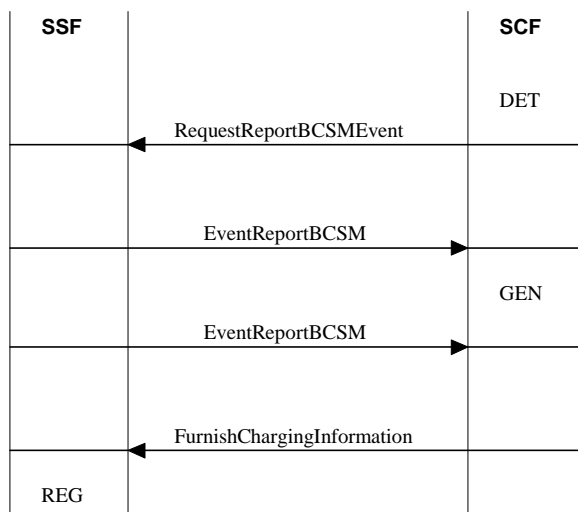 SSF SCF
DET
RequestReportBCSMEvent
EventReportBCSM
GEN
EventReportBCSM
FurnishChargingInformation
REG